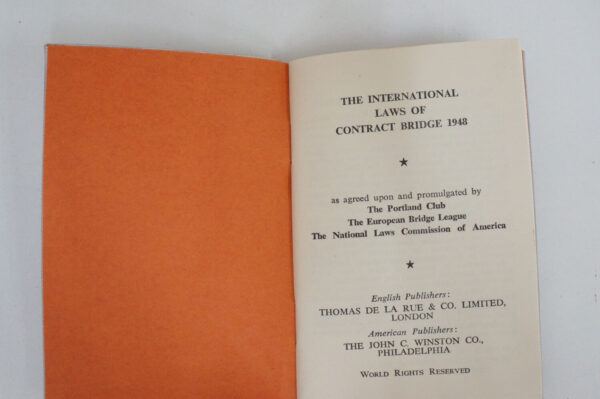 THE INTERNATIONAL
LAWS OF
CONTRACT BRIDGE 1948
★
as agreed upon and promulgated by
The Portland Club
The European Bridge League
The National Laws Commission of America
★
English Publishers:
THOMAS DE LA RUE & CO. LIMITED,
LONDON
American Publishers:
THE JOHN C. WINSTON CO.,
PHILADELPHIA
WORLD RIGHTS RESERVED